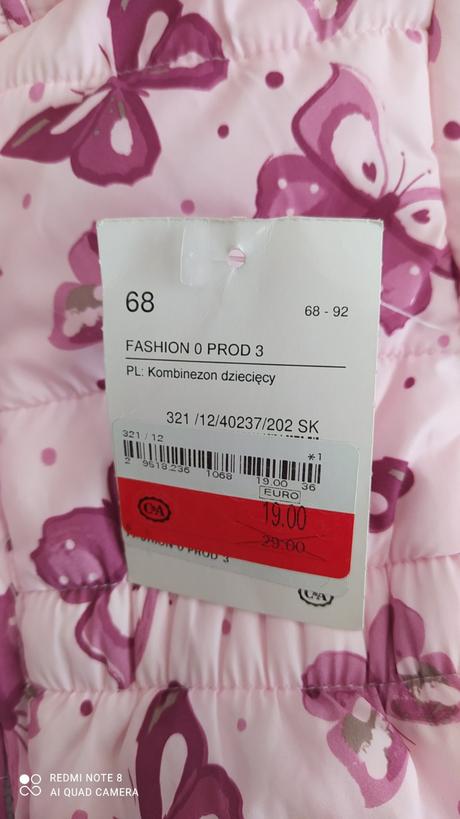 68
68 - 92
FASHION 0 PROD 3
PL: Kombinezon dziecięcy
321 /12/40237/202 SK
321 / 12
*1
2 9618.236 1068 19.00 36
EURO
C&A
19.00
29.00
FASHION 0 PROD 3
C&A
REDMI NOTE 8
AI QUAD CAMERA